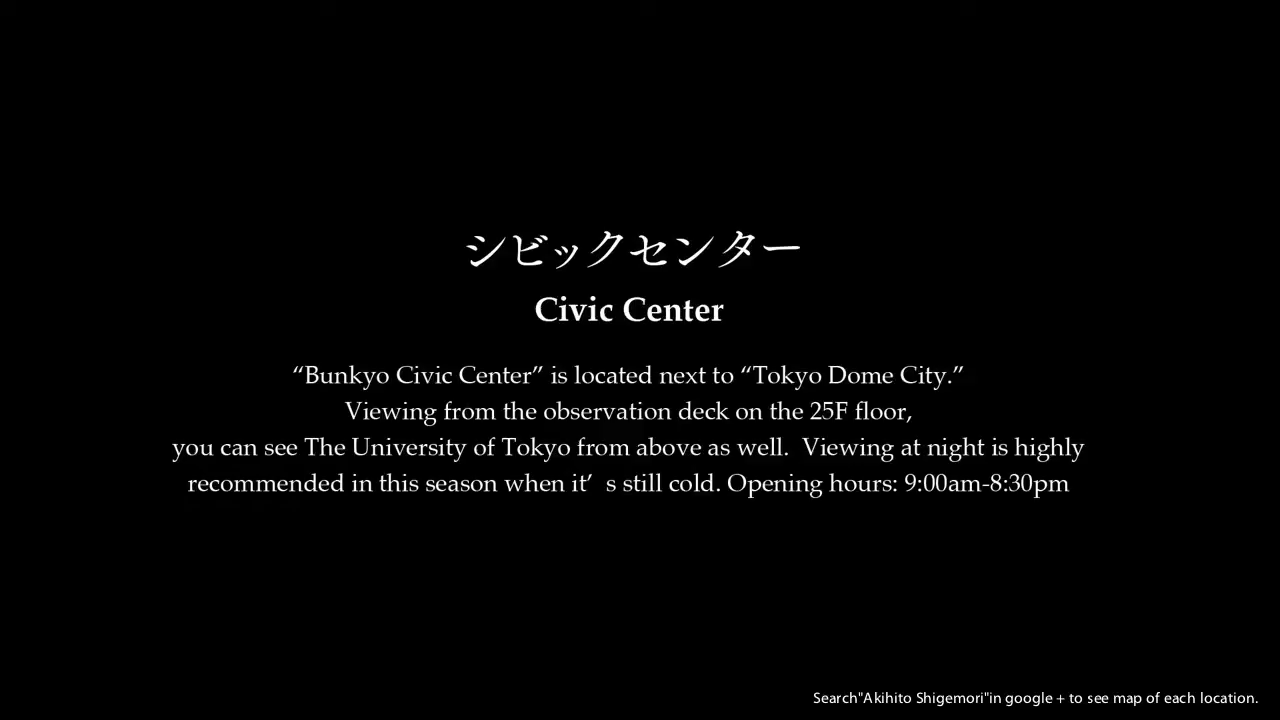 シビックセンター
Civic Center
“Bunkyo Civic Center” is located next to “Tokyo Dome City.”
Viewing from the observation deck on the 25F floor,
you can see The University of Tokyo from above as well.  Viewing at night is highly
recommended in this season when it’ s still cold. Opening hours: 9:00am-8:30pm
Search"Akihito Shigemori"in google + to see map of each location.